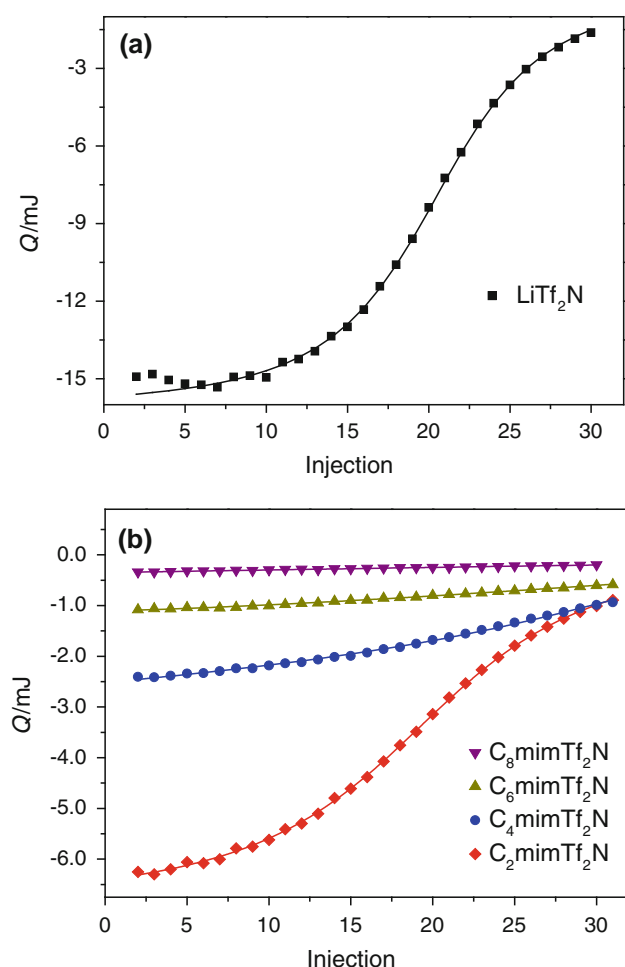 (a)
-3
-6
-9
-12
-15
Q/mJ
LiTf₂N
0 5 10 15 20 25 30
Injection
(b)
0.0
-1.0
-2.0
-3.0
-4.0
-5.0
-6.0
Q/mJ
C₈mimTf₂N
C₆mimTf₂N
C₄mimTf₂N
C₂mimTf₂N
0 5 10 15 20 25 30
Injection